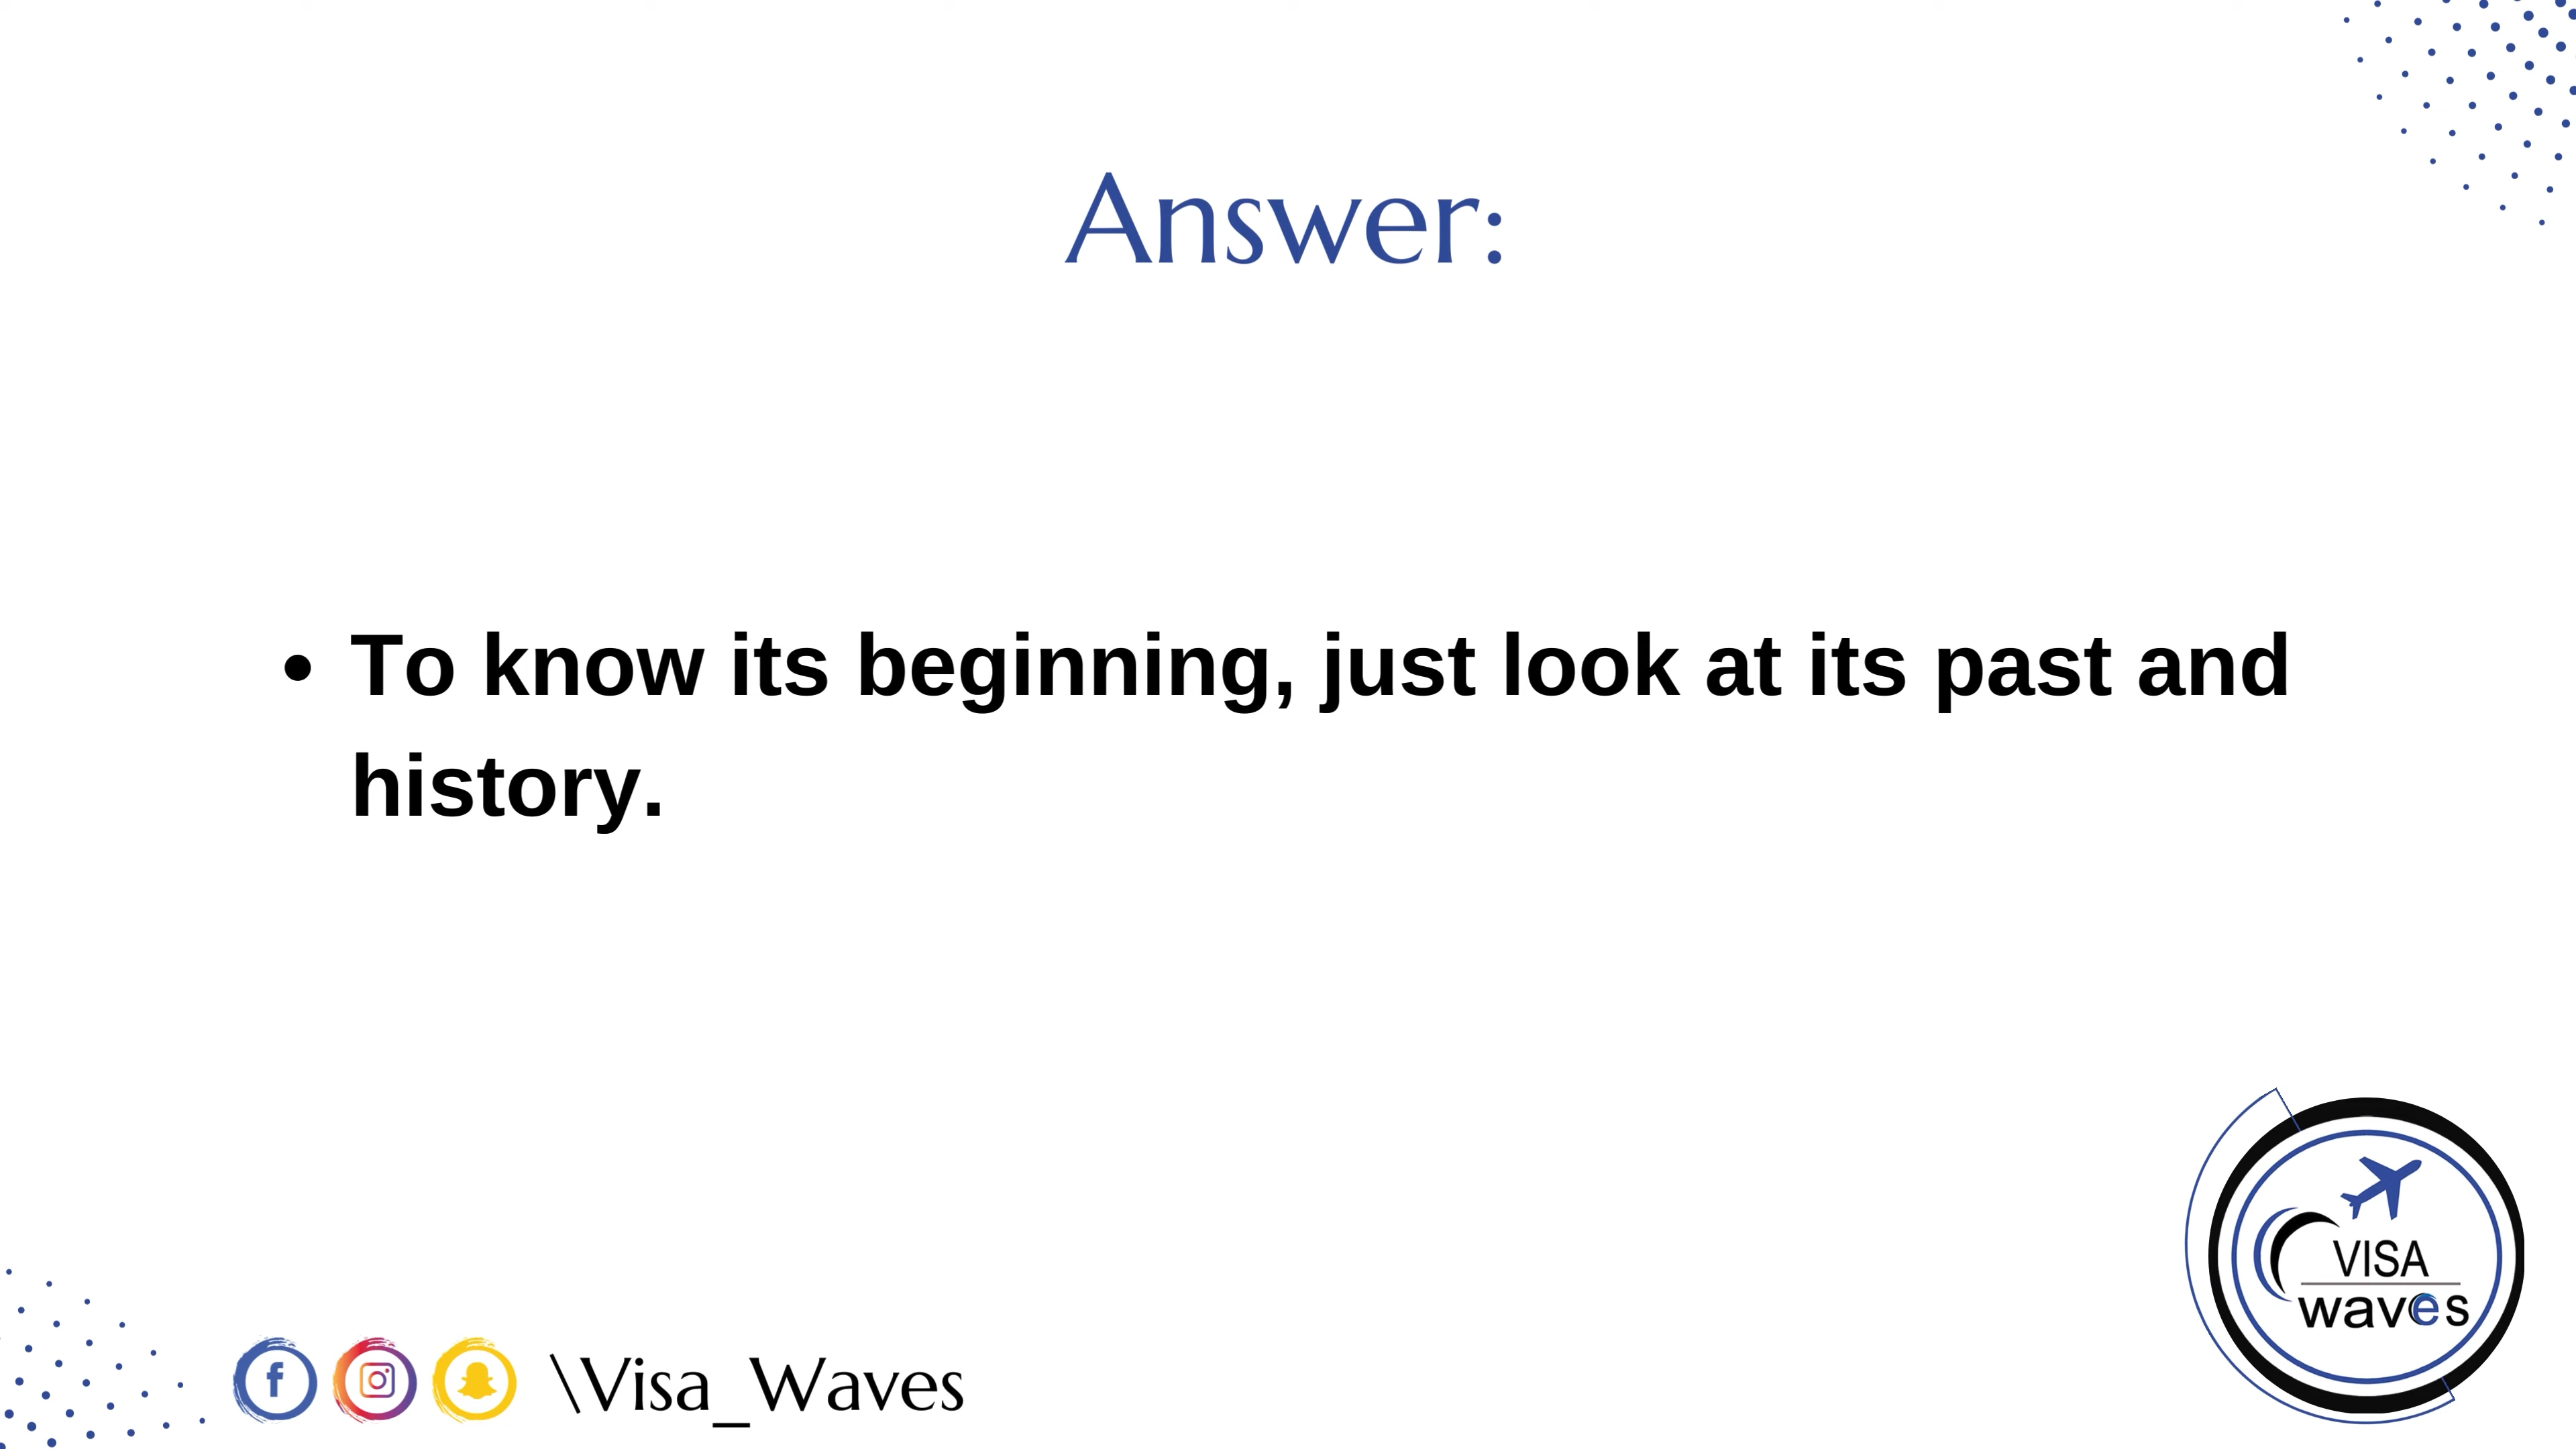 Answer:
• To know its beginning, just look at its past and
history.
VISA
waves
\Visa_Waves